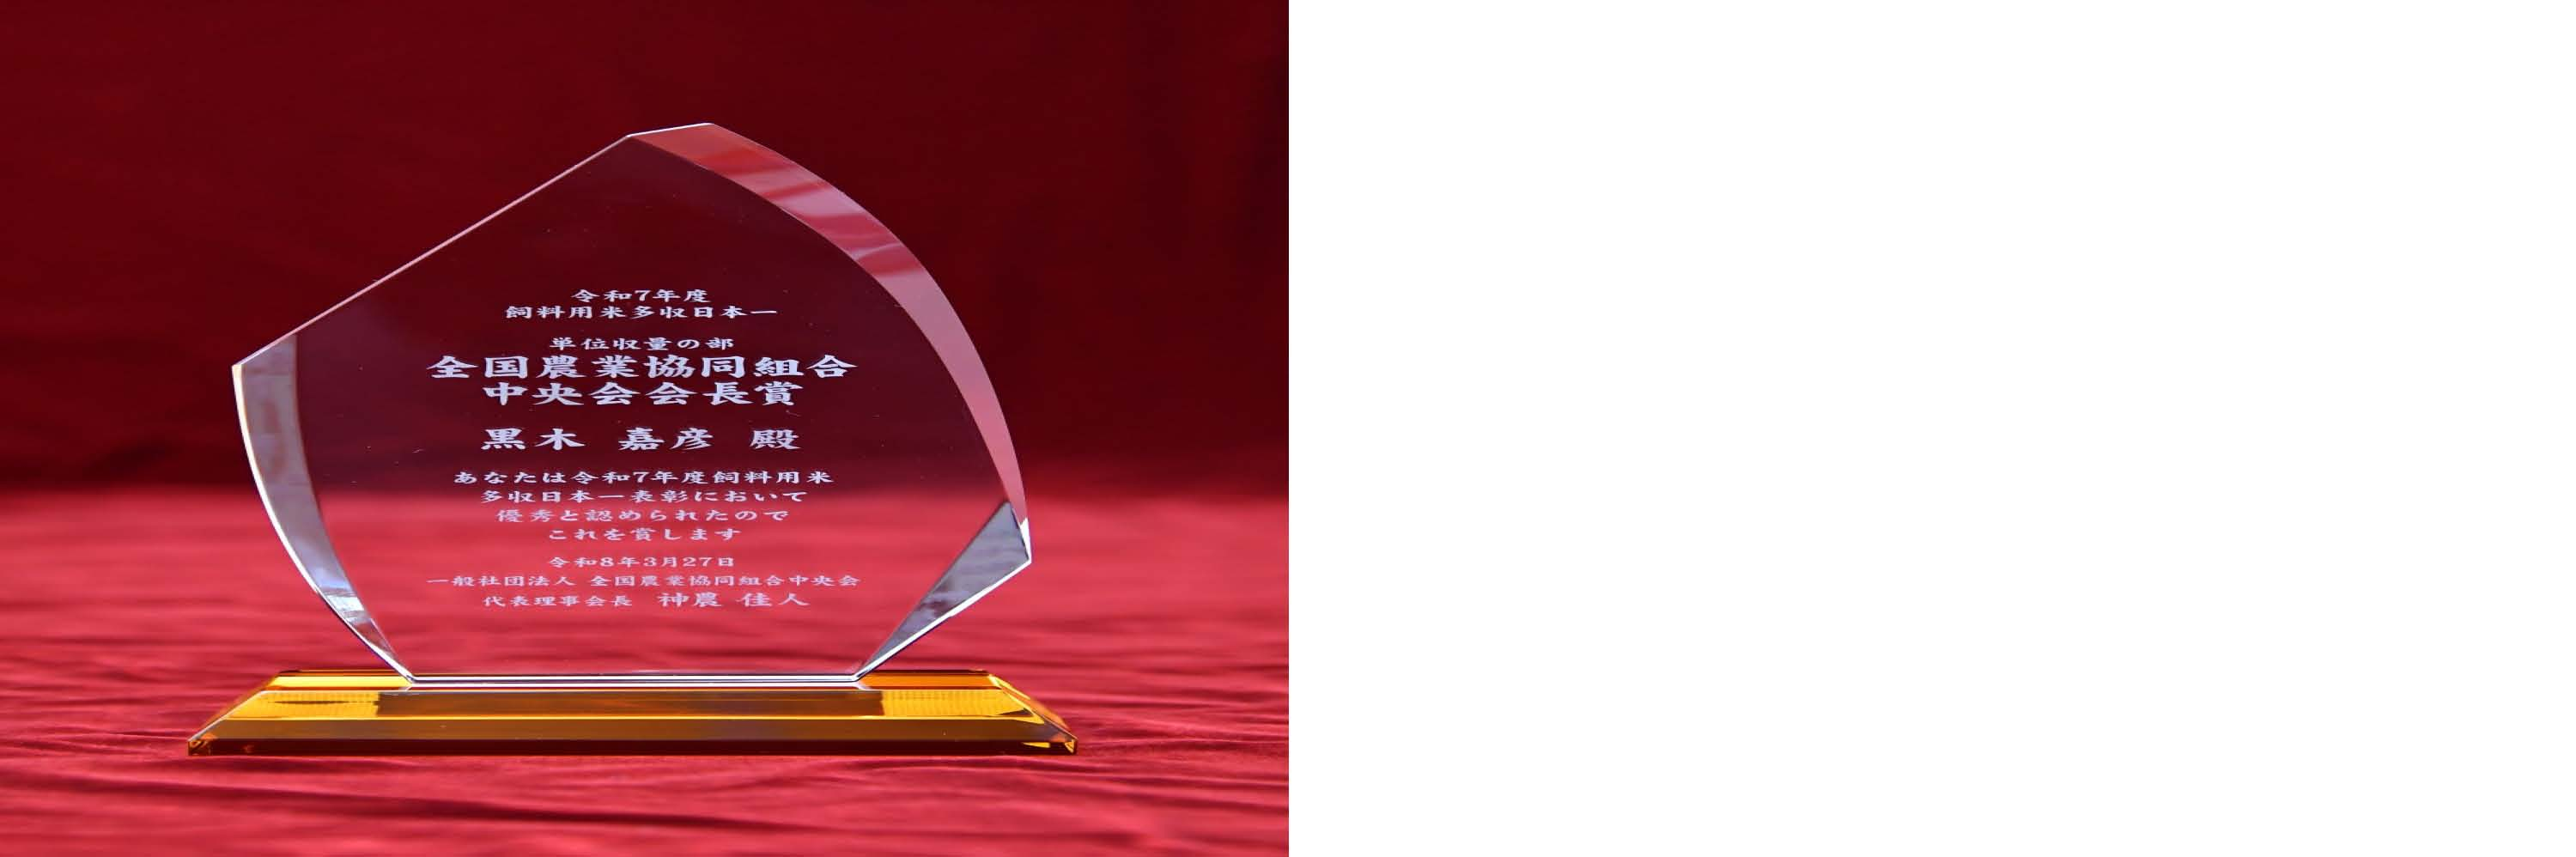 令和7年度
飼料用米多収日本一
単位収量の部
全国農業協同組合
中央会会長賞
黒木 嘉彦 殿
あなたは令和7年度飼料用米
多収日本一表彰において
優秀と認められたので
これを賞します
令和8年3月27日
一般社団法人 全国農業協同組合中央会
代表理事会長 神農 佳人